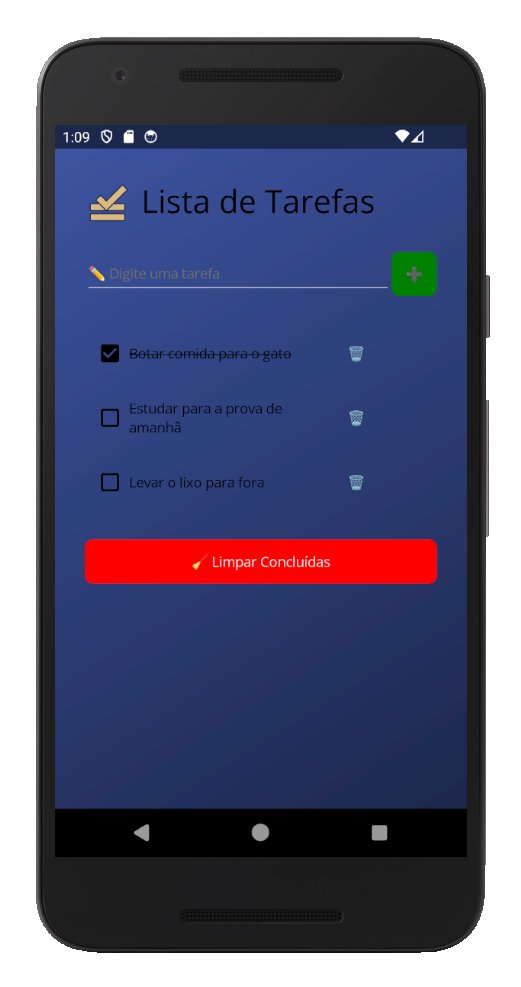 1:09
Lista de Tarefas
✏️ Digite uma tarefa
Botar comida para o gato
Estudar para a prova de
amanhã
Levar o lixo para fora
🧹 Limpar Concluídas